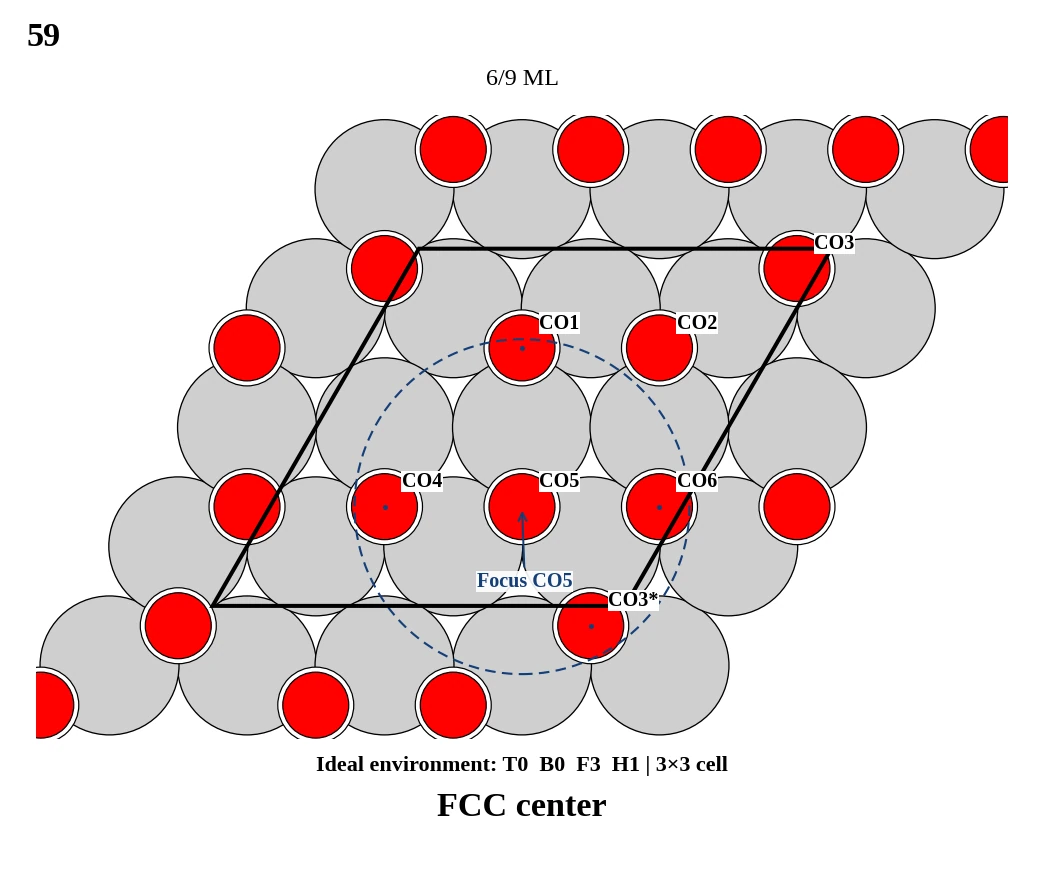 59
6/9 ML
CO3
CO1
CO2
CO4
CO5
CO6
Focus CO5
CO3*
Ideal environment: T0 B0 F3 H1 | 3×3 cell
FCC center